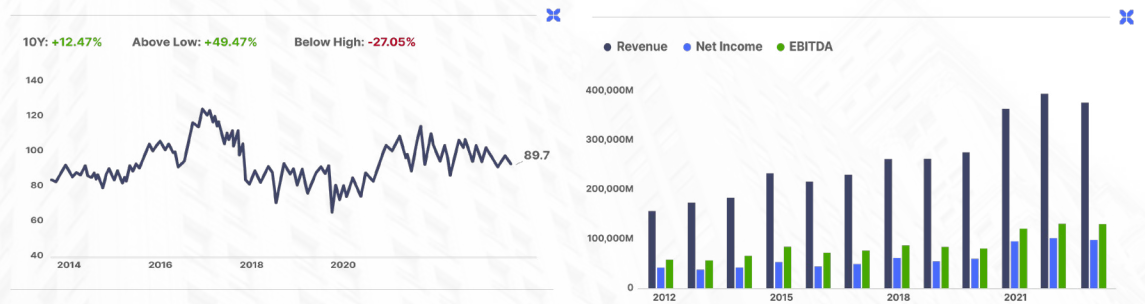 10Y: +12.47% Above Low: +49.47% Below High: -27.05%
140
120
100
80
60
40
89.7
2014 2016 2018 2020
Revenue Net Income EBITDA
400,000M
300,000M
200,000M
100,000M
0
2012 2015 2018 2021